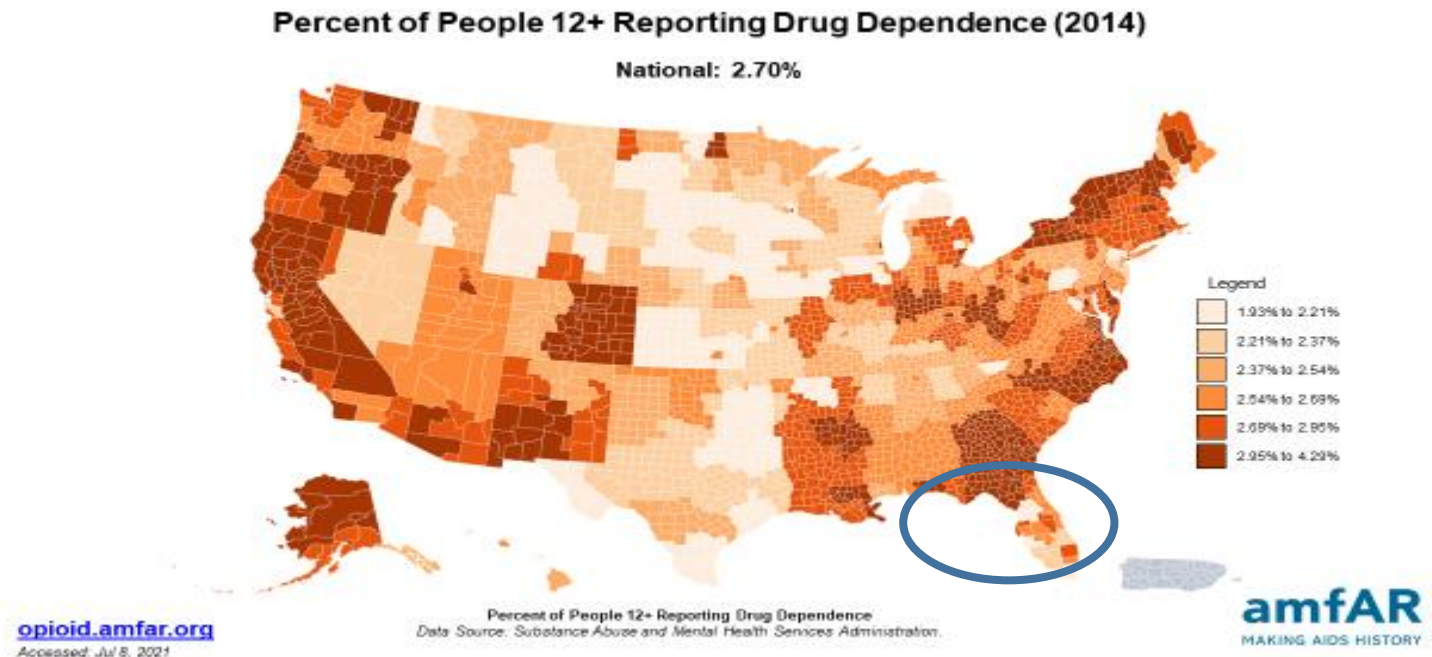 Percent of People 12+ Reporting Drug Dependence (2014)
National: 2.70%
Legend
1.93% to 2.21%
2.21% to 2.37%
2.37% to 2.54%
2.54% to 2.69%
2.69% to 2.95%
2.95% to 4.29%
opioid.amfar.org
Accessed: Jul 8, 2021
Percent of People 12+ Reporting Drug Dependence
Data Source: Substance Abuse and Mental Health Services Administration.
amfAR
MAKING AIDS HISTORY